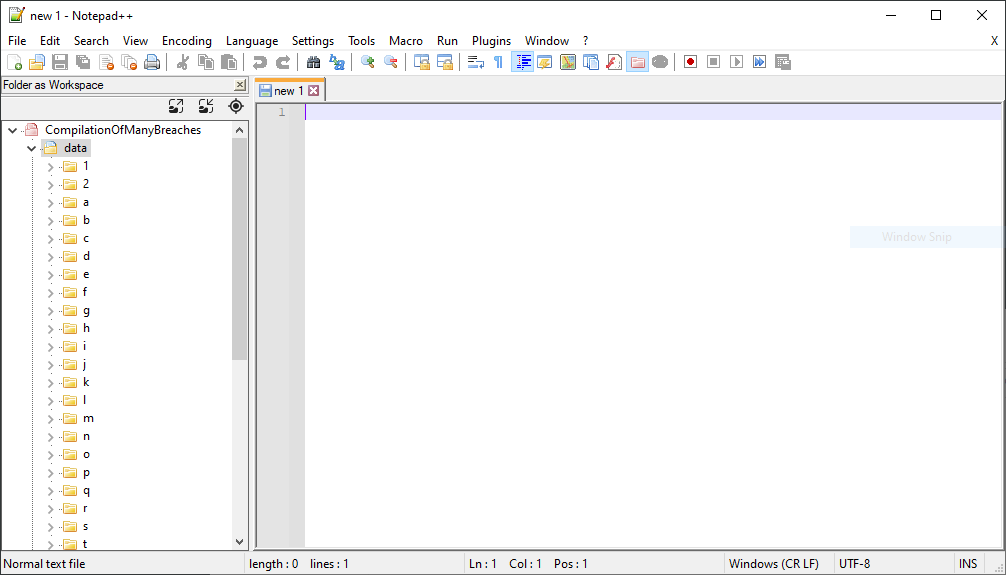 new 1 - Notepad++
File Edit Search View Encoding Language Settings Tools Macro Run Plugins Window ? X
Folder as Workspace
new 1
CompilationOfManyBreaches
data
1
2
a
b
c
d
e
f
g
h
i
j
k
l
m
n
o
p
q
r
s
t
1
Window Snip
Normal text file length : 0 lines : 1 Ln : 1 Col : 1 Pos : 1 Windows (CR LF) UTF-8 INS